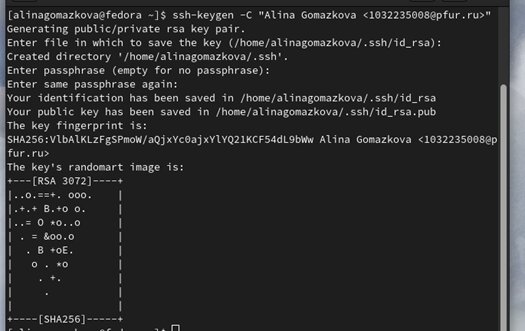 [alinagomazkova@fedora ~]$ ssh-keygen -C "Alina Gomazkova <1032235008@pfur.ru>"
Generating public/private rsa key pair.
Enter file in which to save the key (/home/alinagomazkova/.ssh/id_rsa):
Created directory '/home/alinagomazkova/.ssh'.
Enter passphrase (empty for no passphrase):
Enter same passphrase again:
Your identification has been saved in /home/alinagomazkova/.ssh/id_rsa
Your public key has been saved in /home/alinagomazkova/.ssh/id_rsa.pub
The key fingerprint is:
SHA256:VlbAlKLzFgSPmoW/aQjxYc0ajxYlYQ21KCF54dL9bWw Alina Gomazkova <1032235008@p
fur.ru>
The key's randomart image is:
+---[RSA 3072]----+
|..o.==+. ooo.    |
|.+.+ B.+o o.     |
|..= O *o..o      |
| . = &oo.o       |
|  . B +oE.       |
|   o . *o        |
|    . +.         |
|     .           |
|                 |
+----[SHA256]-----+